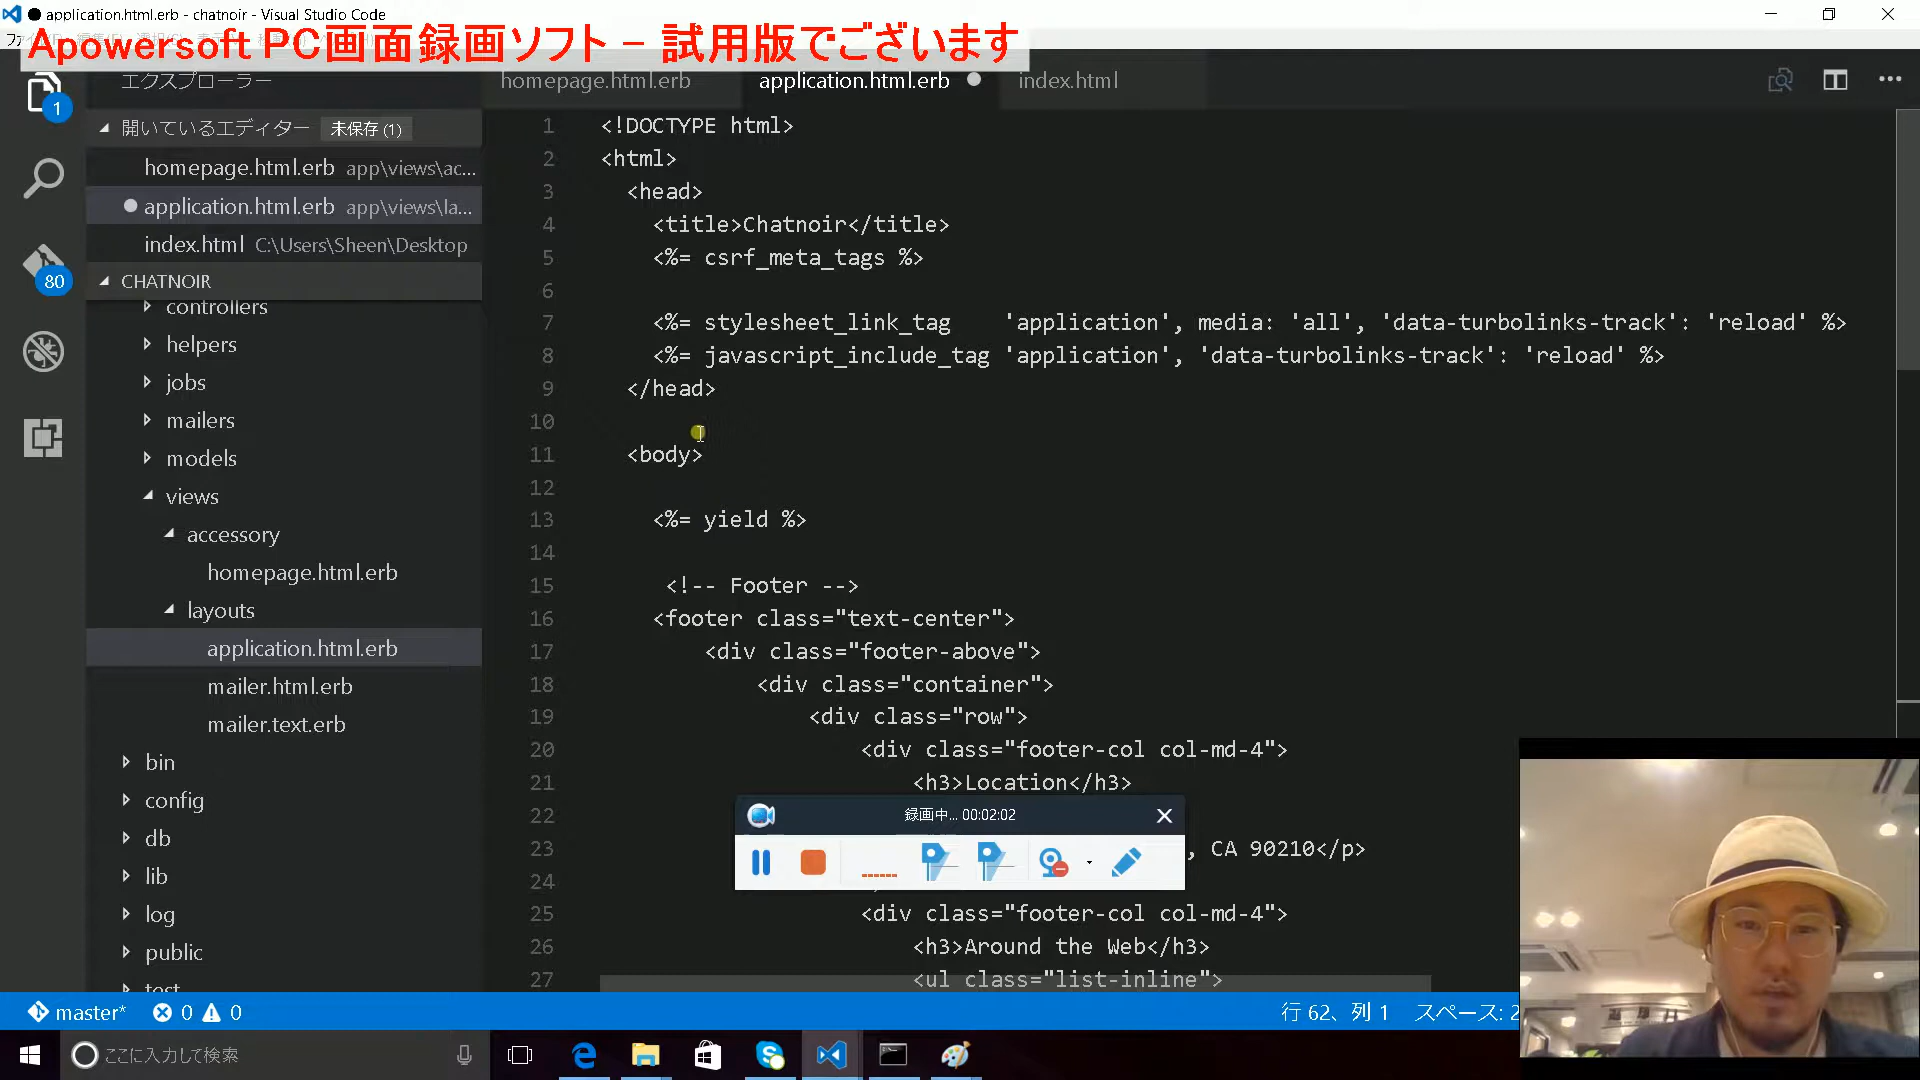 application.html.erb - chatnoir - Visual Studio Code
Apowersoft PC画面録画ソフト – 試用版でございます
エクスプローラー
homepage.html.erb
application.html.erb
index.html
1
開いているエディター 未保存 (1)
homepage.html.erb app\views\ac...
application.html.erb app\views\la...
index.html C:\Users\Sheen\Desktop
80
CHATNOIR
controllers
helpers
jobs
mailers
models
views
accessory
homepage.html.erb
layouts
application.html.erb
mailer.html.erb
mailer.text.erb
bin
config
db
lib
log
public
test
1 <!DOCTYPE html>
2 <html>
3 <head>
4 <title>Chatnoir</title>
5 <%= csrf_meta_tags %>
6
7 <%= stylesheet_link_tag 'application', media: 'all', 'data-turbolinks-track': 'reload' %>
8 <%= javascript_include_tag 'application', 'data-turbolinks-track': 'reload' %>
9 </head>
10
11 <body>
12
13 <%= yield %>
14
15 <!-- Footer -->
16 <footer class="text-center">
17 <div class="footer-above">
18 <div class="container">
19 <div class="row">
20 <div class="footer-col col-md-4">
21 <h3>Location</h3>
22
23 , CA 90210</p>
24
25 <div class="footer-col col-md-4">
26 <h3>Around the Web</h3>
27 <ul class="list-inline">
録画中... 00:02:02
master* 0 0
行 62、列 1 スペース: 2
ここに入力して検索